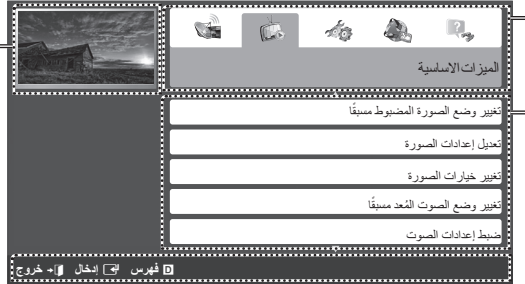 الميزات الاساسية
تغيير وضع الصورة المضبوط مسبقًا
تعديل إعدادات الصورة
تغيير خيارات الصورة
تغيير وضع الصوت المُعد مسبقًا
ضبط إعدادات الصوت
D فهرس إدخال خروج